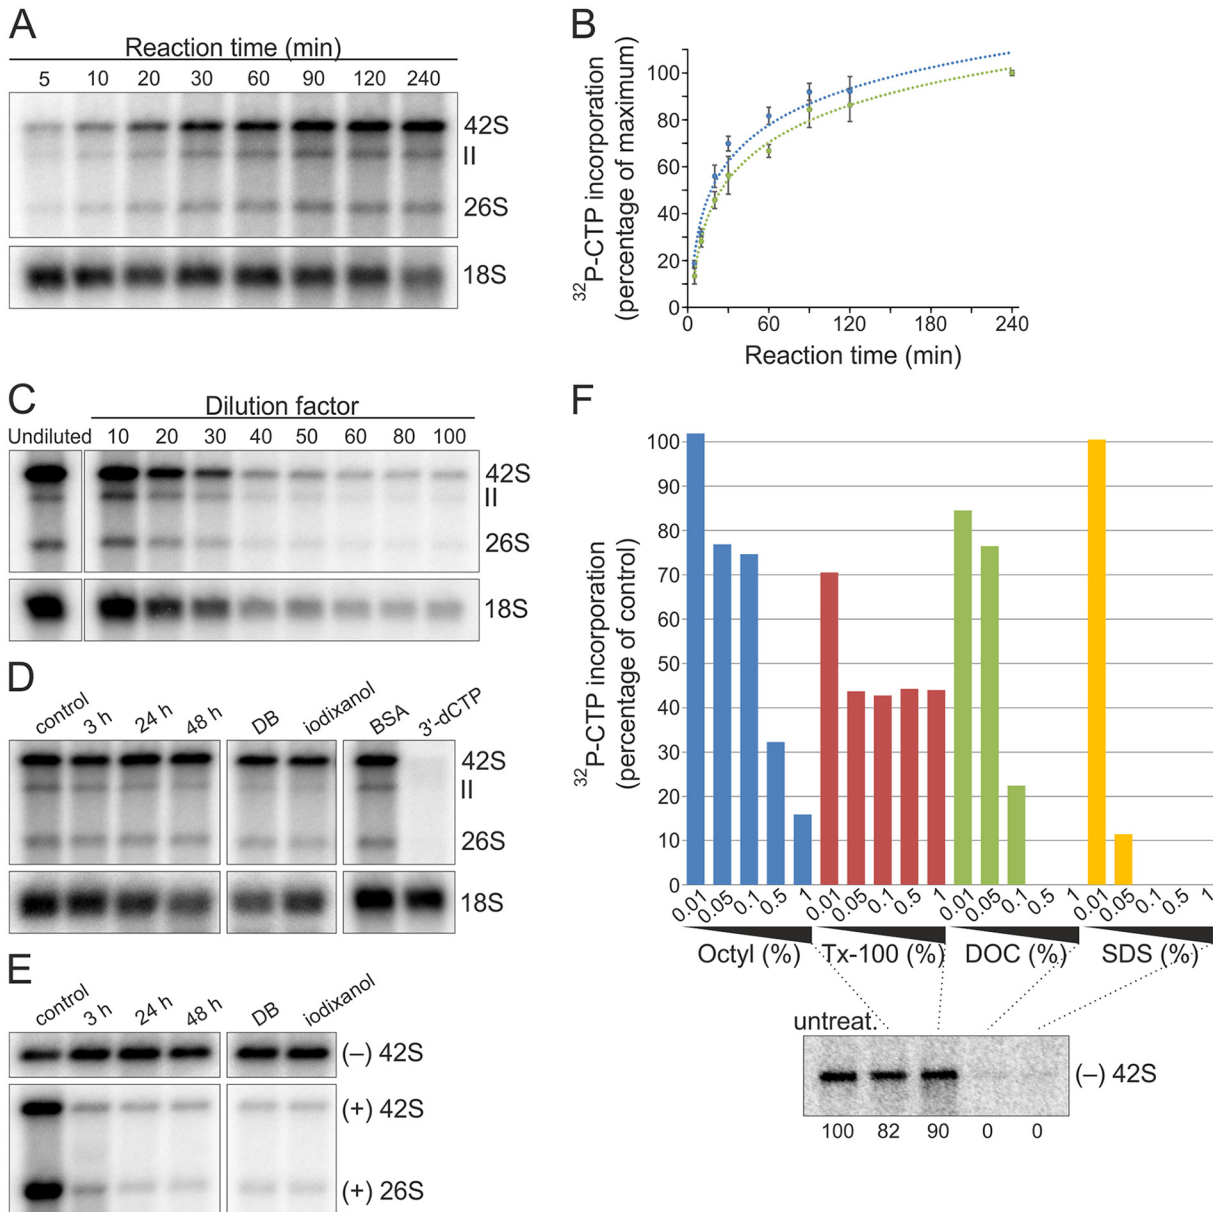 A
Reaction time (min)
5 10 20 30 60 90 120 240
42S
II
26S
18S
B
³²P-CTP incorporation
(percentage of maximum)
100
80
60
40
20
0
0 60 120 180 240
Reaction time (min)
C
Dilution factor
Undiluted 10 20 30 40 50 60 80 100
42S
II
26S
18S
D
control 3 h 24 h 48 h DB iodixanol BSA 3'-dCTP
42S
II
26S
18S
E
control 3 h 24 h 48 h DB iodixanol
(–) 42S
(+) 42S
(+) 26S
F
³²P-CTP incorporation
(percentage of control)
100
90
80
70
60
50
40
30
20
10
0
0.01 0.05 0.1 0.5 1 0.01 0.05 0.1 0.5 1 0.01 0.05 0.1 0.5 1 0.01 0.05 0.1 0.5 1
Octyl (%) Tx-100 (%) DOC (%) SDS (%)
untreat.
(–) 42S
100 82 90 0 0